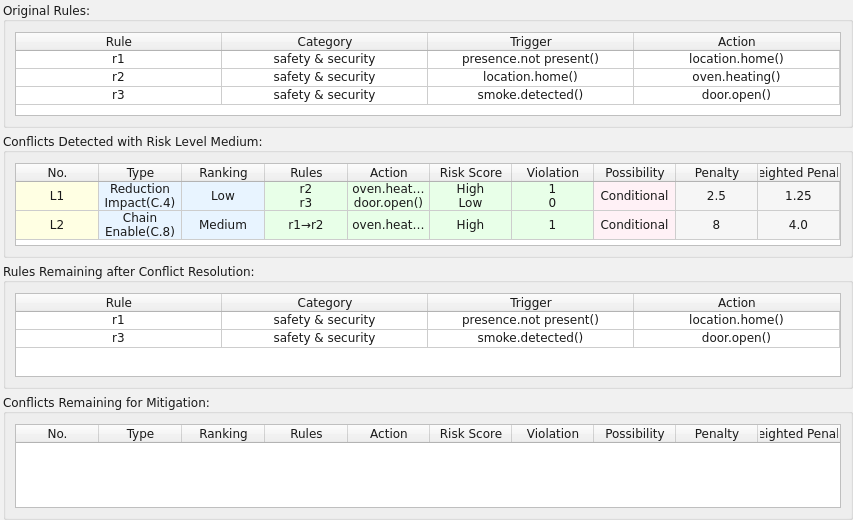 Original Rules:
Rule Category Trigger Action
r1 safety & security presence.not present() location.home()
r2 safety & security location.home() oven.heating()
r3 safety & security smoke.detected() door.open()
Conflicts Detected with Risk Level Medium:
No. Type Ranking Rules Action Risk Score Violation Possibility Penalty eighted Penal
L1 Reduction Impact(C.4) Low r2 r3 oven.heat... door.open() High Low 1 0 Conditional 2.5 1.25
L2 Chain Enable(C.8) Medium r1→r2 oven.heat... High 1 Conditional 8 4.0
Rules Remaining after Conflict Resolution:
Rule Category Trigger Action
r1 safety & security presence.not present() location.home()
r3 safety & security smoke.detected() door.open()
Conflicts Remaining for Mitigation:
No. Type Ranking Rules Action Risk Score Violation Possibility Penalty eighted Penal